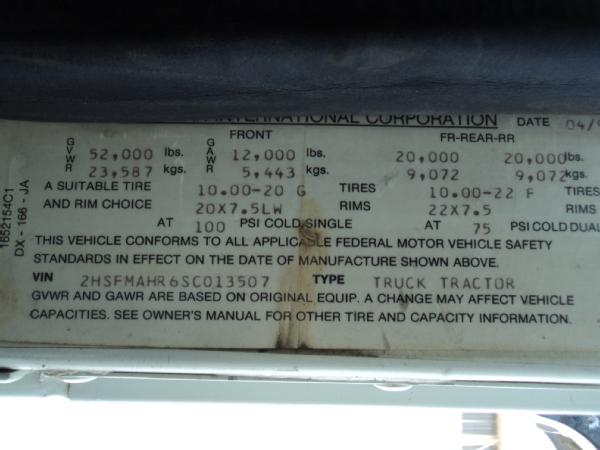 INTERNATIONAL CORPORATION DATE 04/
FRONT FR-REAR-RR
GVWR 52,000 lbs. GAWR 12,000 lbs. 20,000 20,000lbs.
23,587 kgs. 5,443 kgs. 9,072 9,072kgs.
A SUITABLE TIRE 10.00-20 G TIRES 10.00-22 F TIRES
AND RIM CHOICE 20X7.5LW RIMS 22X7.5 RIMS
AT 100 PSI COLD SINGLE AT 75 PSI COLD DUAL
THIS VEHICLE CONFORMS TO ALL APPLICABLE FEDERAL MOTOR VEHICLE SAFETY
STANDARDS IN EFFECT ON THE DATE OF MANUFACTURE SHOWN ABOVE.
VIN 2HSFMAHR6SC013507 TYPE TRUCK TRACTOR
GVWR AND GAWR ARE BASED ON ORIGINAL EQUIP. A CHANGE MAY AFFECT VEHICLE
CAPACITIES. SEE OWNER'S MANUAL FOR OTHER TIRE AND CAPACITY INFORMATION.
1652154C1
DX - 166 - JA